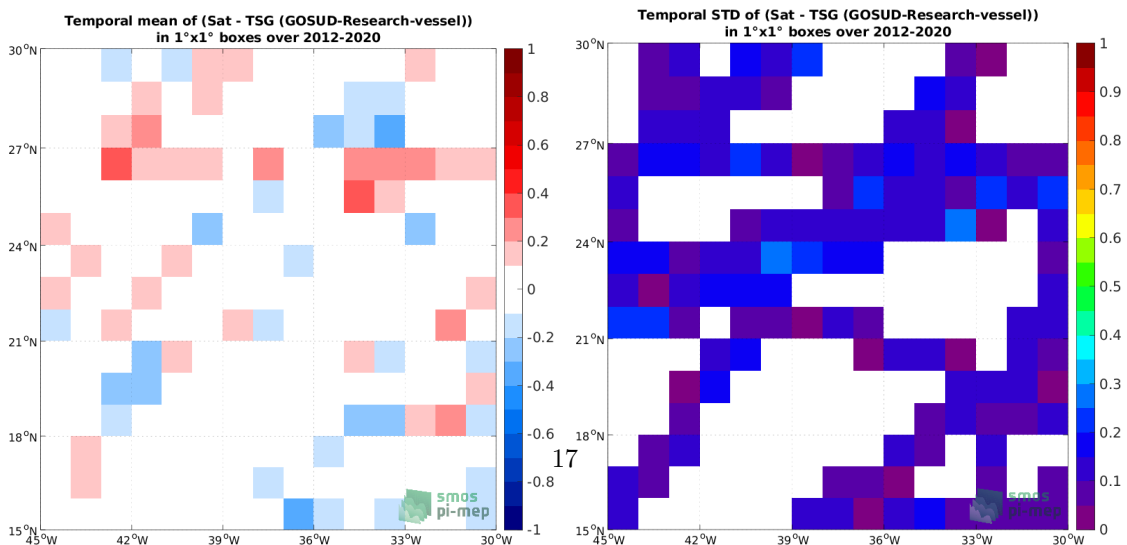 Temporal mean of (Sat - TSG (GOSUD-Research-vessel))
in 1°x1° boxes over 2012-2020
30°N
27°N
24°N
21°N
18°N
15°N
45°W
42°W
39°W
36°W
33°W
30°W
1
0.8
0.6
0.4
0.2
0
-0.2
-0.4
-0.6
-0.8
-1
smos
pi-mep
17
Temporal STD of (Sat - TSG (GOSUD-Research-vessel))
in 1°x1° boxes over 2012-2020
30°N
27°N
24°N
21°N
18°N
15°N
45°W
42°W
39°W
36°W
33°W
30°W
1
0.9
0.8
0.7
0.6
0.5
0.4
0.3
0.2
0.1
0
smos
pi-mep